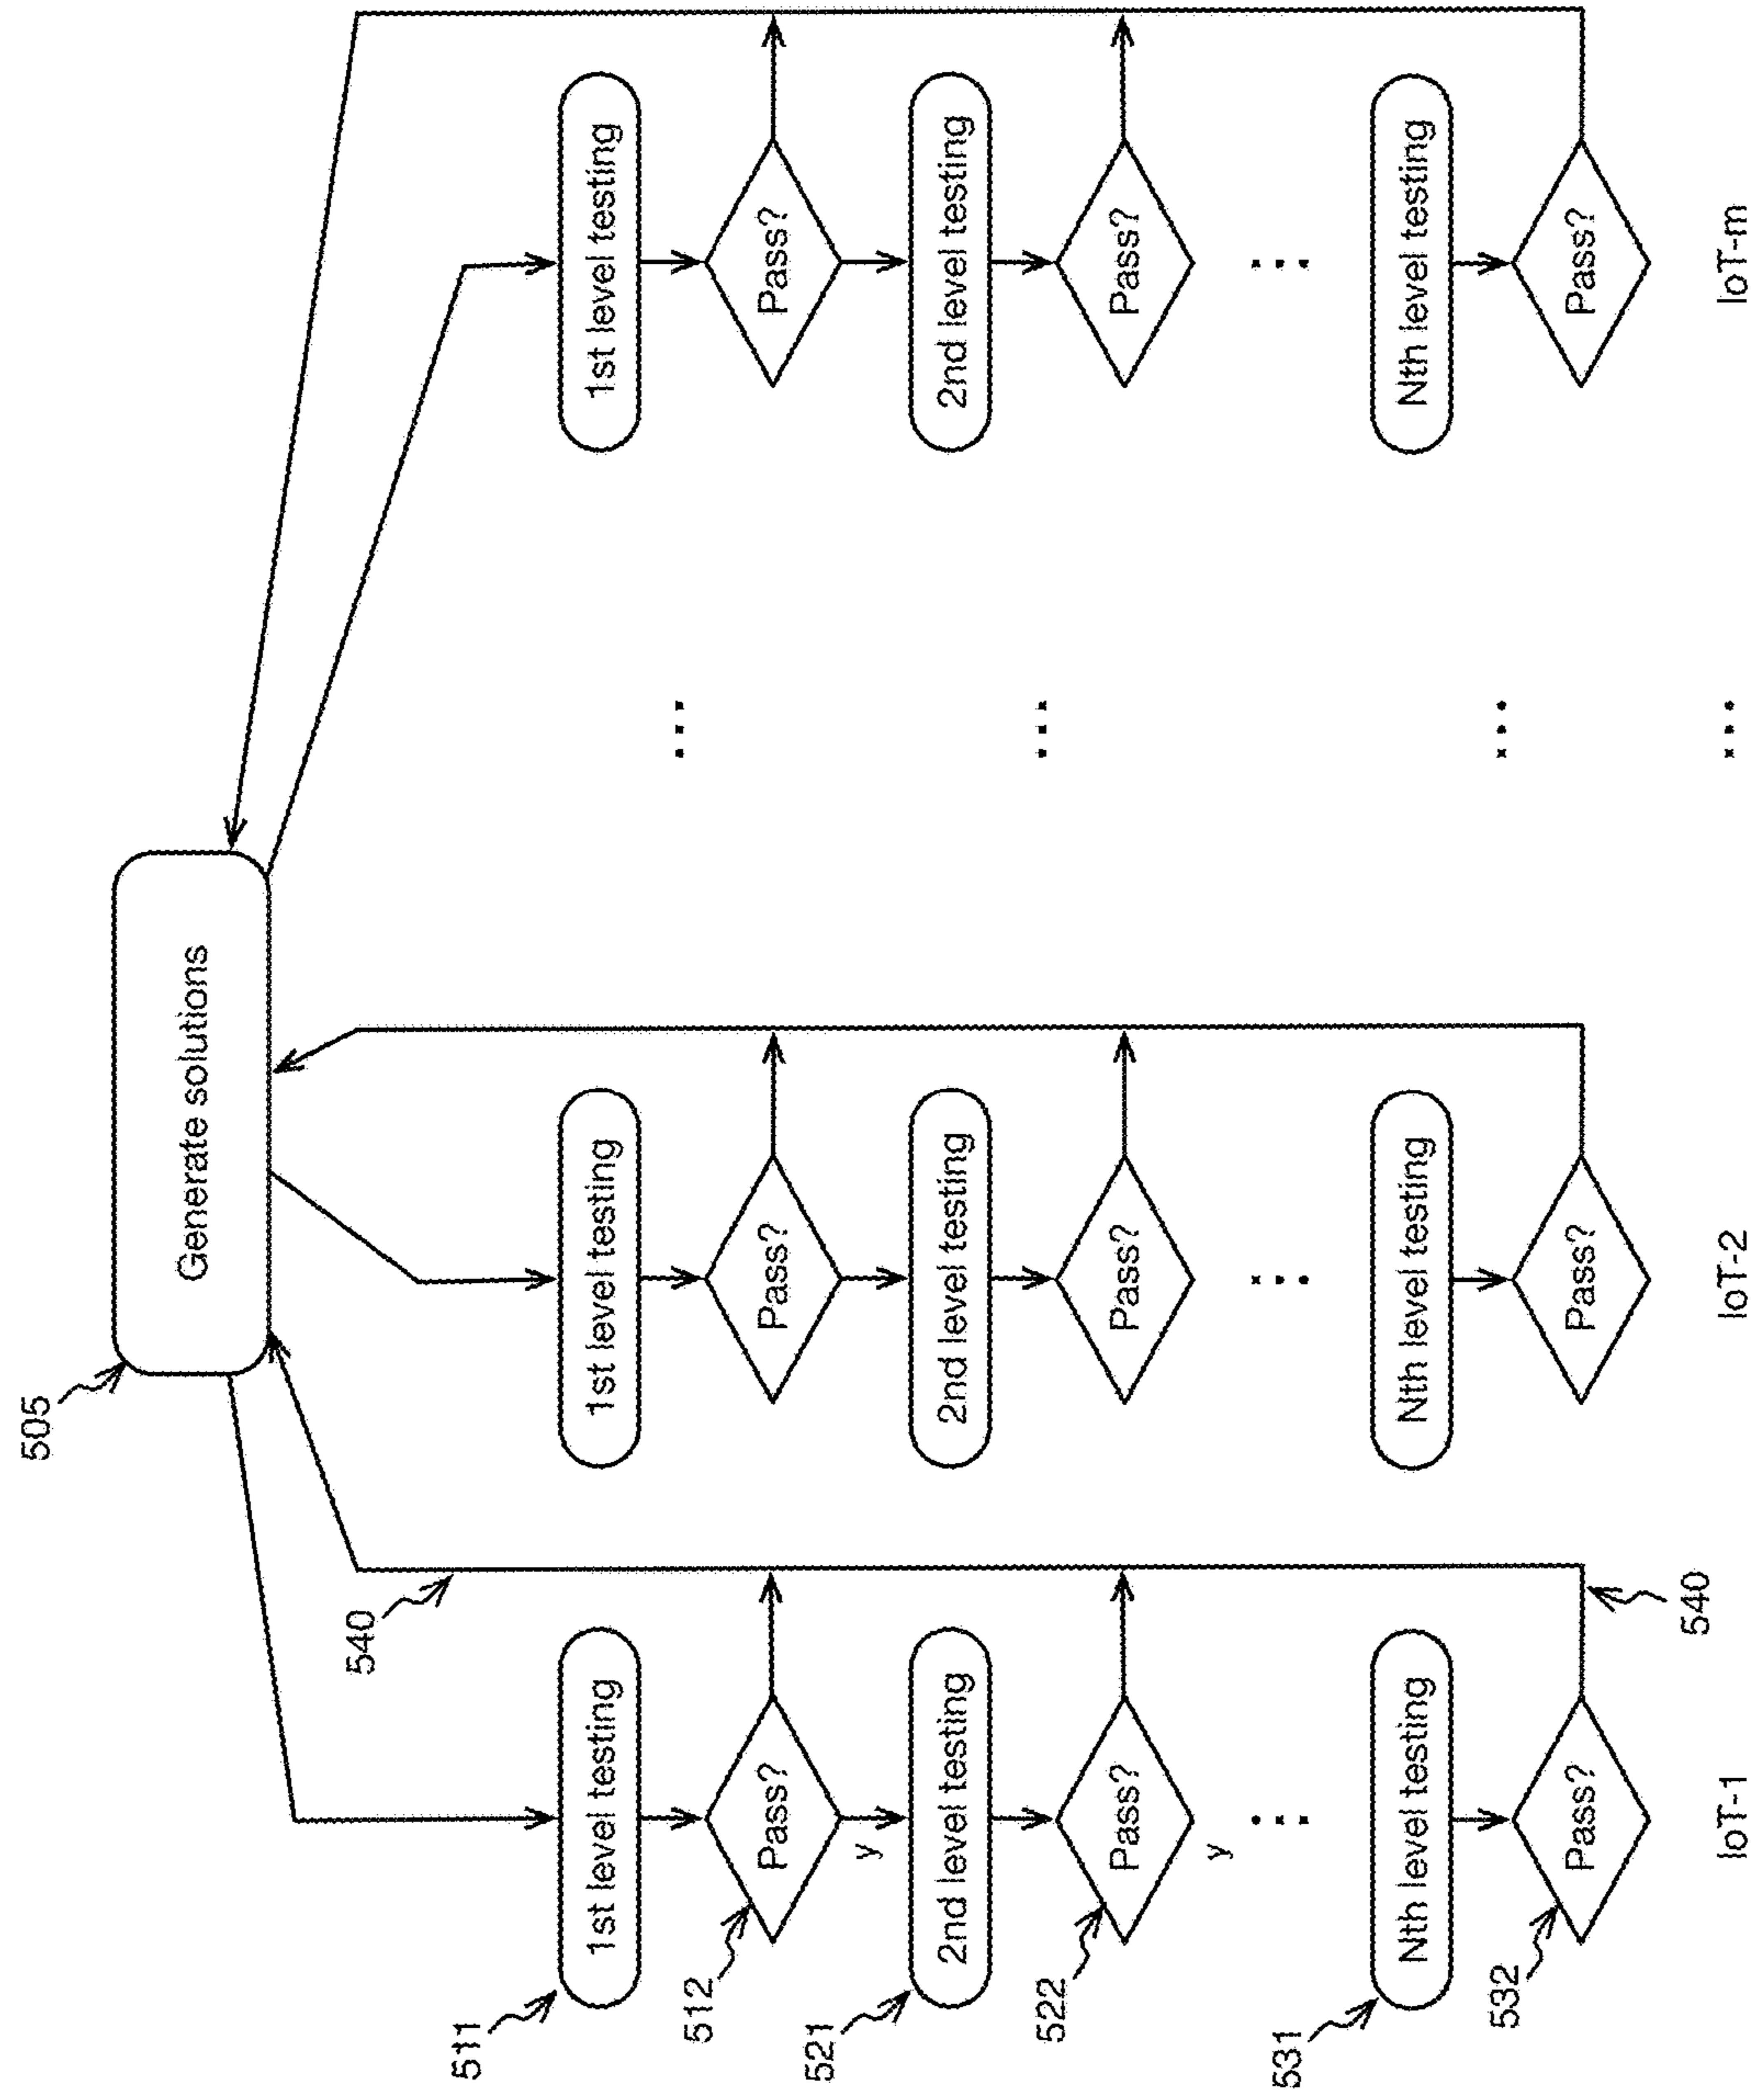 505
Generate solutions
540
511
1st level testing
1st level testing
1st level testing
512
Pass?
Pass?
Pass?
y
521
2nd level testing
2nd level testing
2nd level testing
522
Pass?
Pass?
Pass?
y
531
Nth level testing
Nth level testing
Nth level testing
532
Pass?
Pass?
Pass?
540
IoT-1
IoT-2
IoT-m